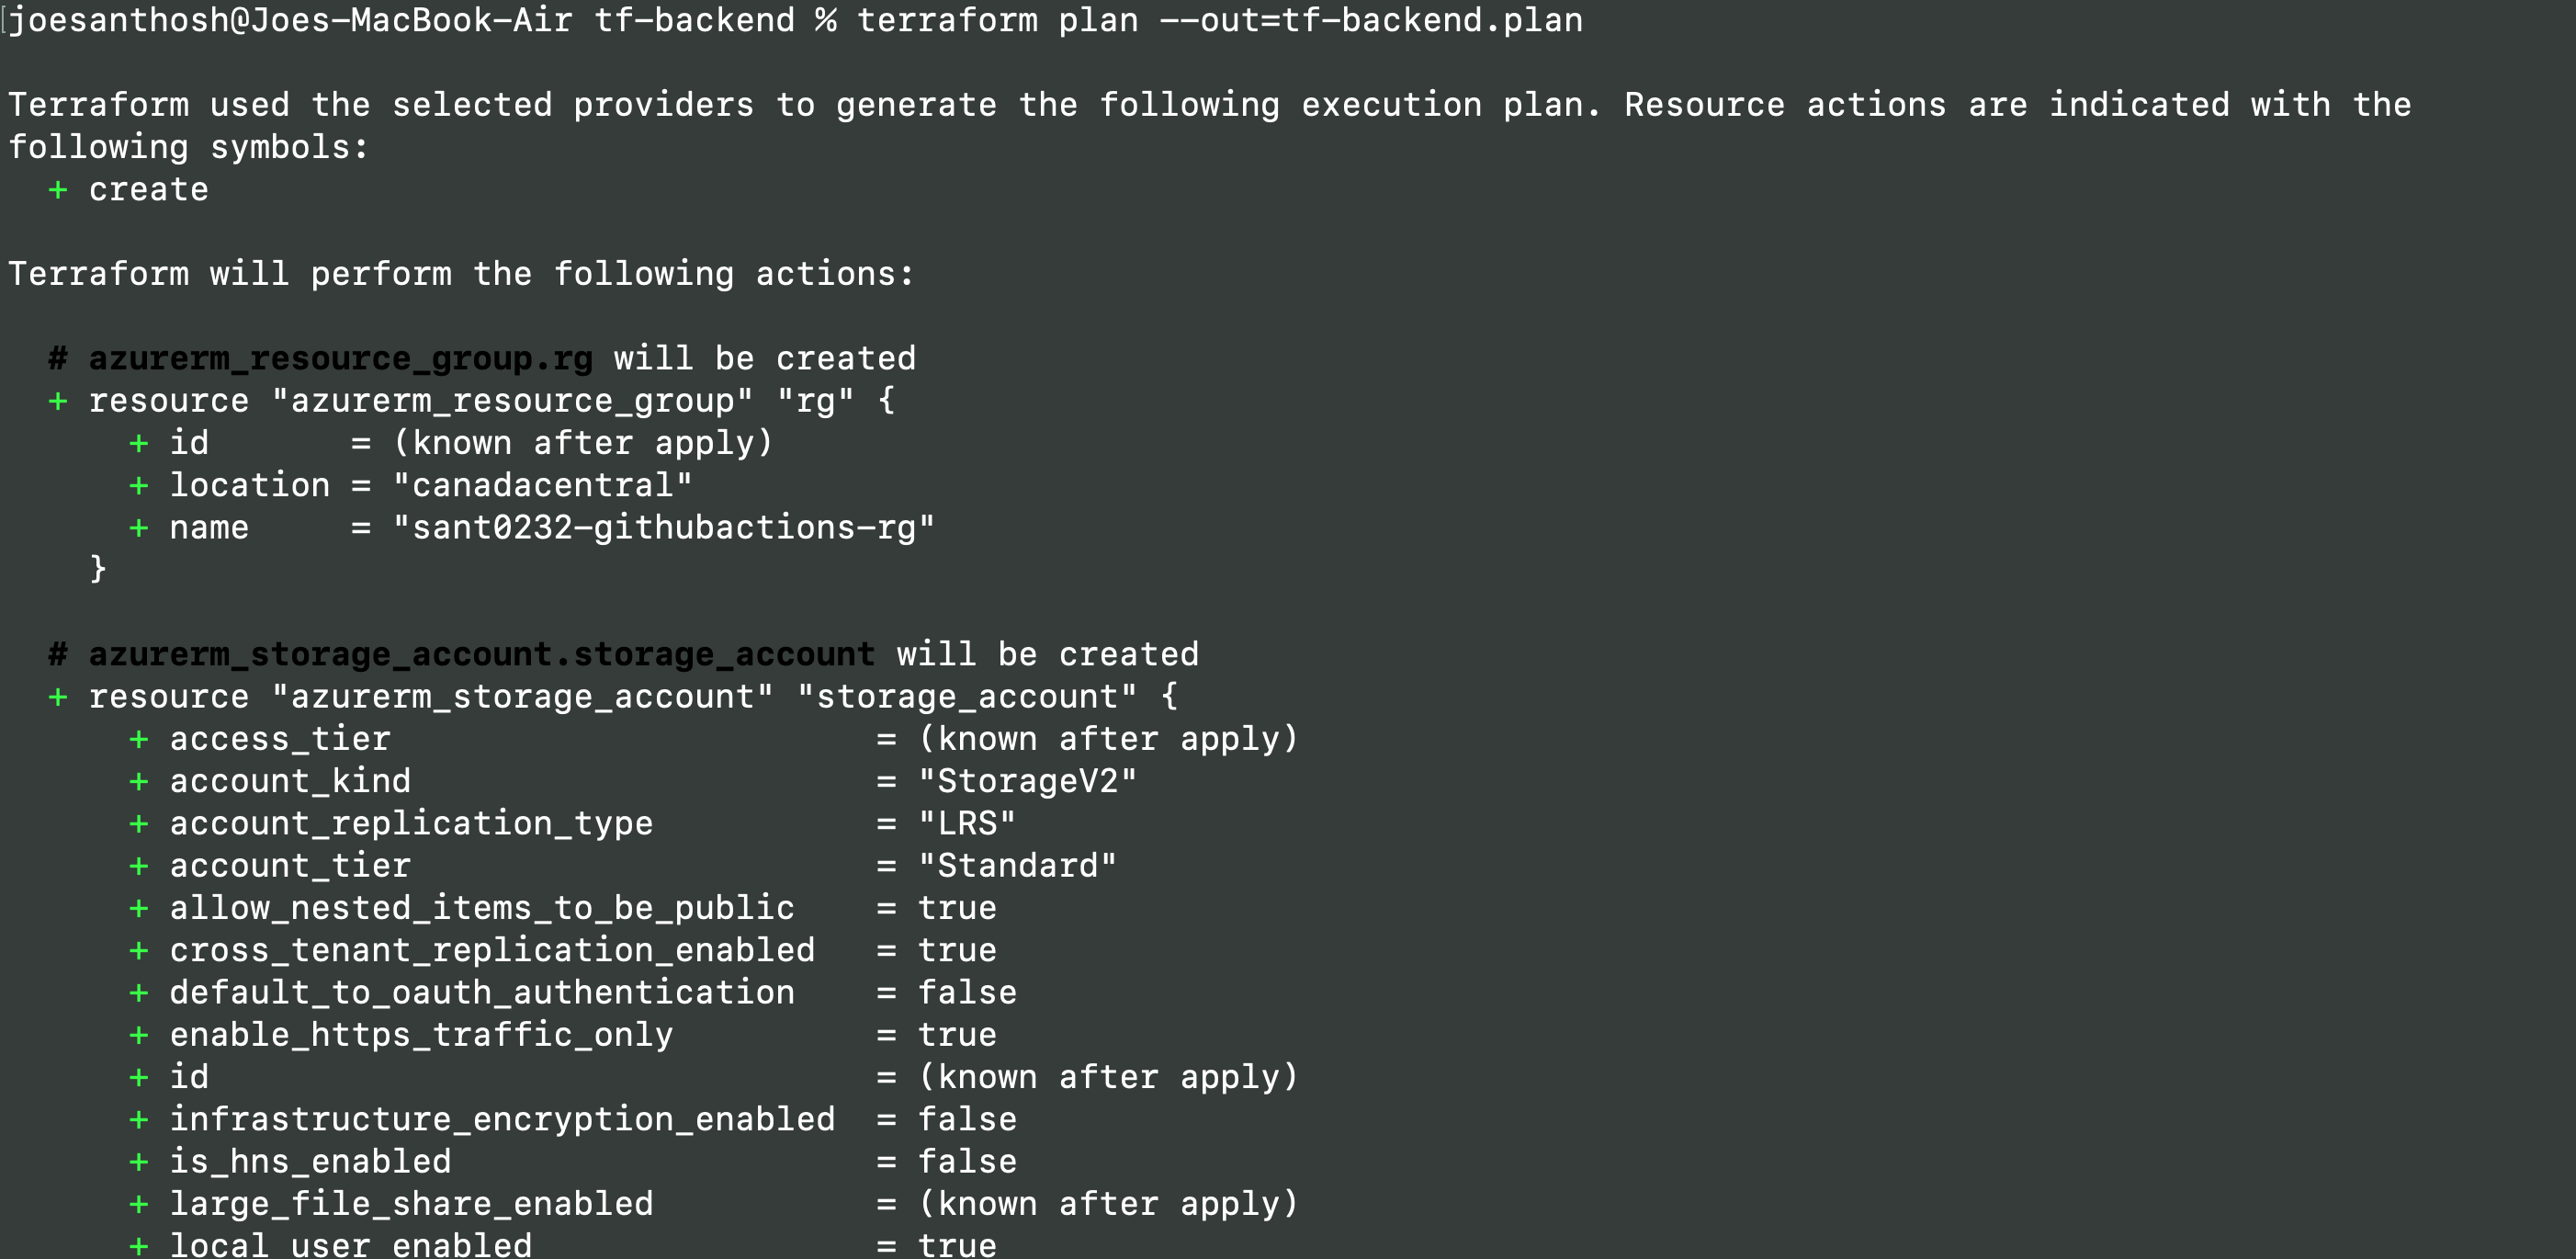 joesanthosh@Joes-MacBook-Air tf-backend % terraform plan --out=tf-backend.plan
Terraform used the selected providers to generate the following execution plan. Resource actions are indicated with the
following symbols:
+ create
Terraform will perform the following actions:
# azurerm_resource_group.rg will be created
+ resource "azurerm_resource_group" "rg" {
+ id = (known after apply)
+ location = "canadacentral"
+ name = "sant0232-githubactions-rg"
}
# azurerm_storage_account.storage_account will be created
+ resource "azurerm_storage_account" "storage_account" {
+ access_tier = (known after apply)
+ account_kind = "StorageV2"
+ account_replication_type = "LRS"
+ account_tier = "Standard"
+ allow_nested_items_to_be_public = true
+ cross_tenant_replication_enabled = true
+ default_to_oauth_authentication = false
+ enable_https_traffic_only = true
+ id = (known after apply)
+ infrastructure_encryption_enabled = false
+ is_hns_enabled = false
+ large_file_share_enabled = (known after apply)
+ local_user_enabled = true